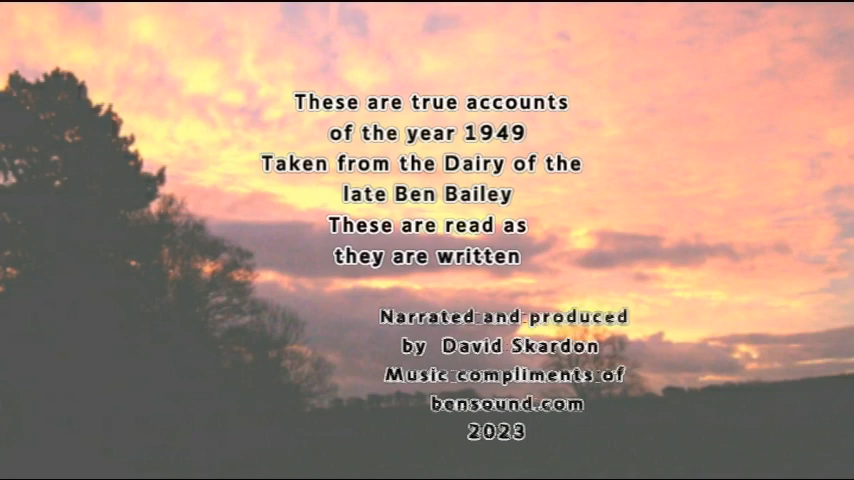 These are true accounts
of the year 1949
Taken from the Dairy of the
late Ben Bailey
These are read as
they are written
Narrated and produced
by David Skardon
Music compliments of
bensound.com
2023